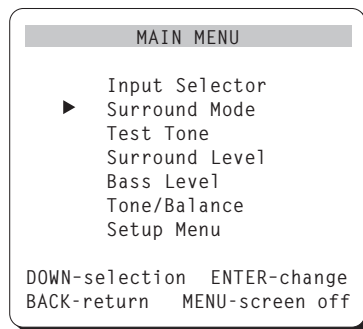 MAIN MENU
Input Selector
Surround Mode
Test Tone
Surround Level
Bass Level
Tone/Balance
Setup Menu
DOWN-selection ENTER-change
BACK-return MENU-screen off